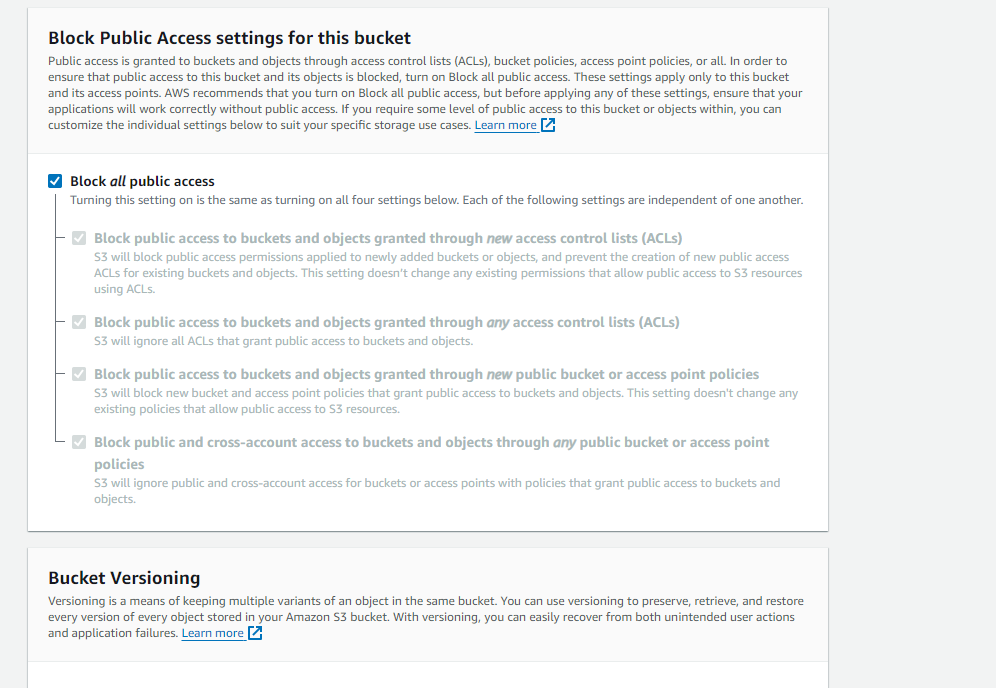 Block Public Access settings for this bucket
Public access is granted to buckets and objects through access control lists (ACLs), bucket policies, access point policies, or all. In order to
ensure that public access to this bucket and its objects is blocked, turn on Block all public access. These settings apply only to this bucket
and its access points. AWS recommends that you turn on Block all public access, but before applying any of these settings, ensure that your
applications will work correctly without public access. If you require some level of public access to this bucket or objects within, you can
customize the individual settings below to suit your specific storage use cases. Learn more
Block all public access
Turning this setting on is the same as turning on all four settings below. Each of the following settings are independent of one another.
Block public access to buckets and objects granted through new access control lists (ACLs)
S3 will block public access permissions applied to newly added buckets or objects, and prevent the creation of new public access
ACLs for existing buckets and objects. This setting doesn't change any existing permissions that allow public access to S3 resources
using ACLs.
Block public access to buckets and objects granted through any access control lists (ACLs)
S3 will ignore all ACLs that grant public access to buckets and objects.
Block public access to buckets and objects granted through new public bucket or access point policies
S3 will block new bucket and access point policies that grant public access to buckets and objects. This setting doesn't change any
existing policies that allow public access to S3 resources.
Block public and cross-account access to buckets and objects through any public bucket or access point
policies
S3 will ignore public and cross-account access for buckets or access points with policies that grant public access to buckets and
objects.
Bucket Versioning
Versioning is a means of keeping multiple variants of an object in the same bucket. You can use versioning to preserve, retrieve, and restore
every version of every object stored in your Amazon S3 bucket. With versioning, you can easily recover from both unintended user actions
and application failures. Learn more